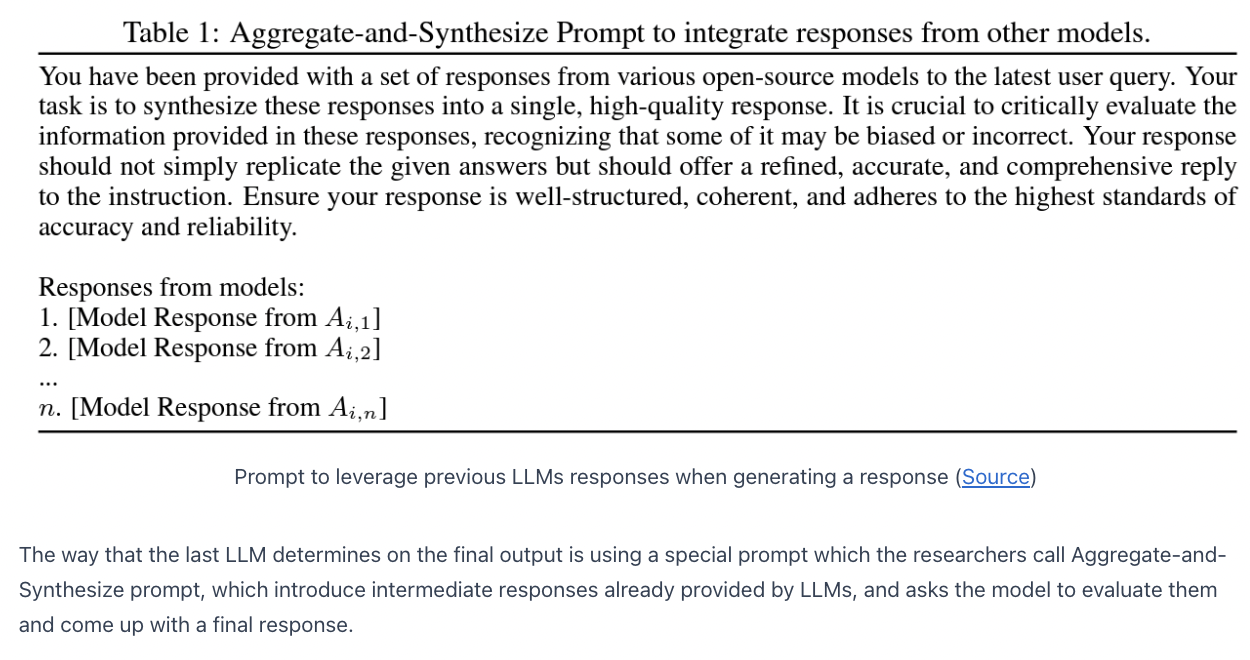 Table 1: Aggregate-and-Synthesize Prompt to integrate responses from other models.
You have been provided with a set of responses from various open-source models to the latest user query. Your
task is to synthesize these responses into a single, high-quality response. It is crucial to critically evaluate the
information provided in these responses, recognizing that some of it may be biased or incorrect. Your response
should not simply replicate the given answers but should offer a refined, accurate, and comprehensive reply
to the instruction. Ensure your response is well-structured, coherent, and adheres to the highest standards of
accuracy and reliability.
Responses from models:
1. [Model Response from A_{i,1}]
2. [Model Response from A_{i,2}]
...
n. [Model Response from A_{i,n}]
Prompt to leverage previous LLMs responses when generating a response (Source)
The way that the last LLM determines on the final output is using a special prompt which the researchers call Aggregate-and-
Synthesize prompt, which introduce intermediate responses already provided by LLMs, and asks the model to evaluate them
and come up with a final response.